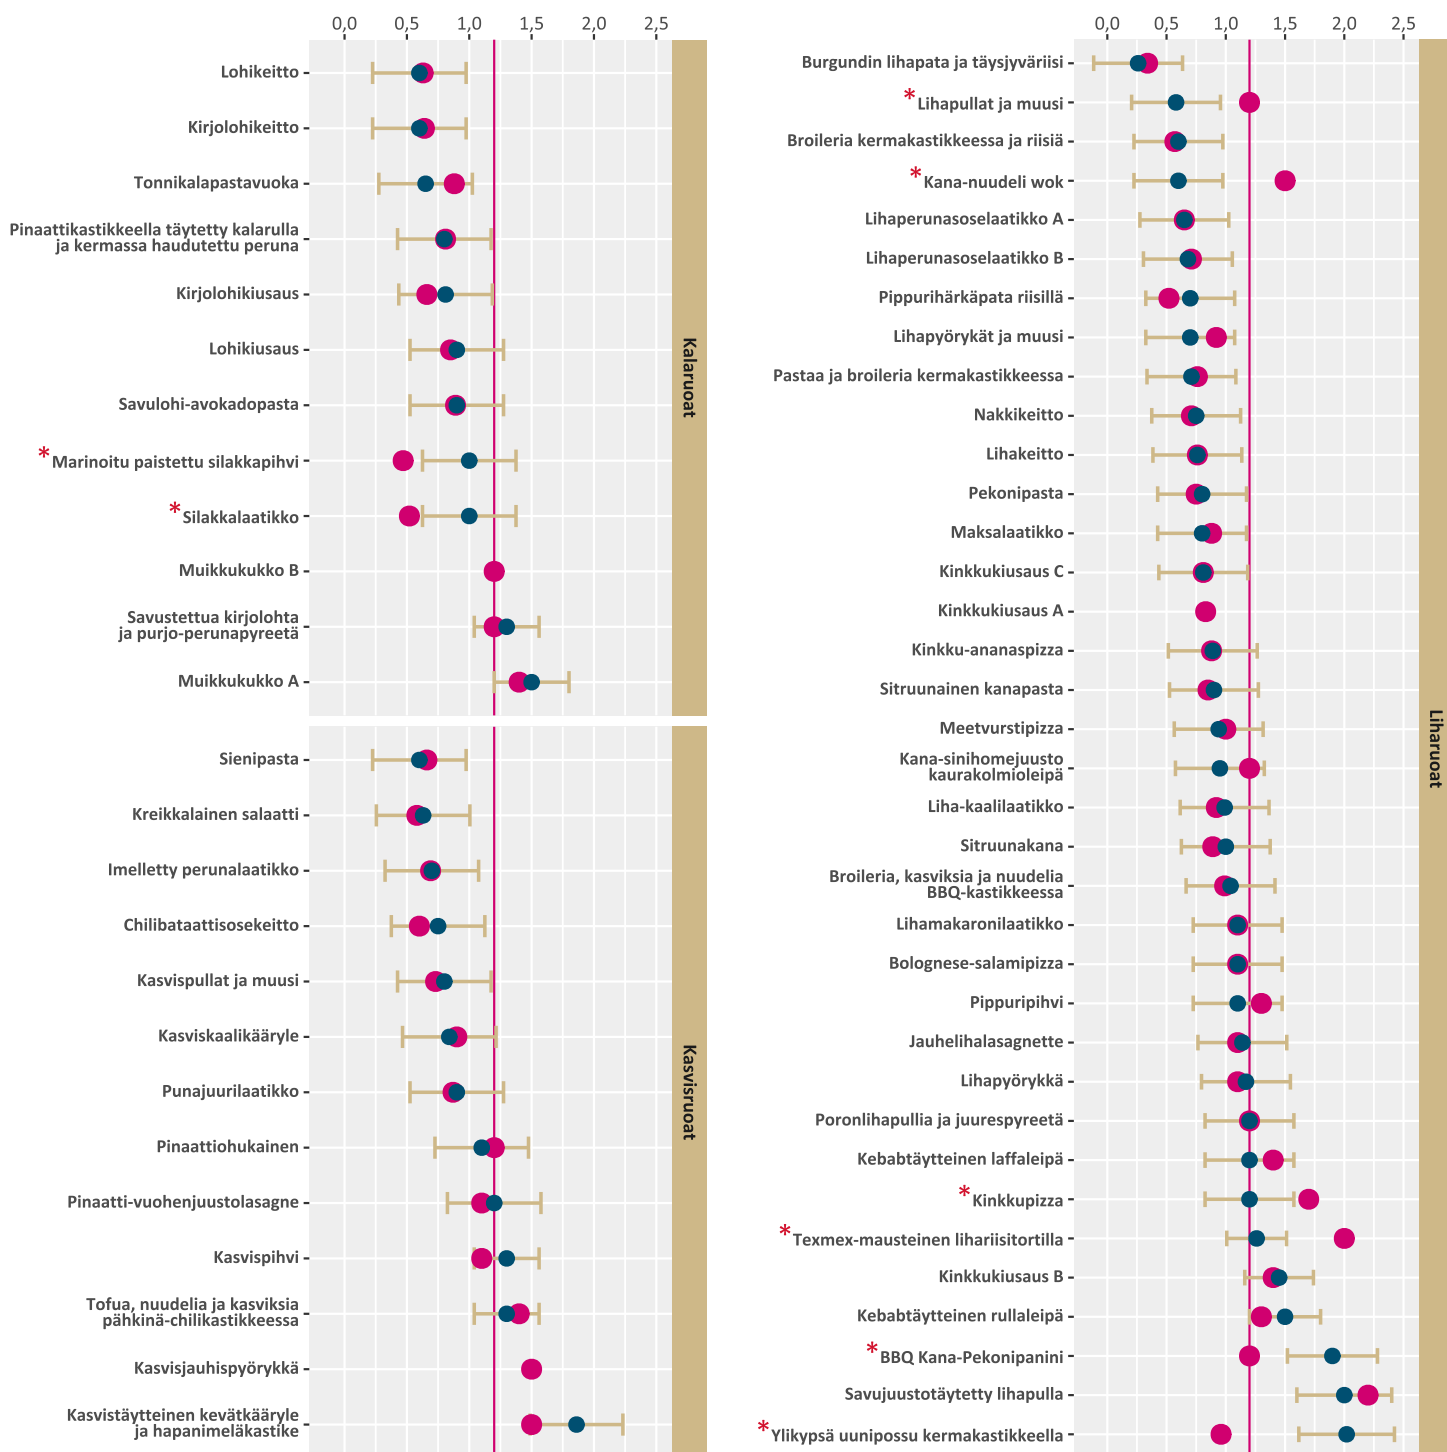 0,0 0,5 1,0 1,5 2,0 2,5
Lohikeitto
Kirjolohikeitto
Tonnikalapastavuoka
Pinaattikastikkeella täytetty kalarulla
ja kermassa haudutettu peruna
Kirjolohikiusaus
Lohikiusaus
Savulohi-avokadopasta
*Marinoitu paistettu silakkapihvi
*Silakkalaatikko
Muikkukukko B
Savustettua kirjolohta
ja purjo-perunapyreetä
Muikkukukko A
Kalaruoat
Sienipasta
Kreikkalainen salaatti
Imelletty perunalaatikko
Chilibataattisosekeitto
Kasvispullat ja muusi
Kasviskaalikääryle
Punajuurilaatikko
Pinaattiohukainen
Pinaatti-vuohenjuustolasagne
Kasvispihvi
Tofua, nuudelia ja kasviksia
pähkinä-chilikastikkeessa
Kasvisjauhispyörykkä
Kasvistäytteinen kevätkääryle
ja hapanimeläkastike
Kasvisruoat
0,0 0,5 1,0 1,5 2,0 2,5
Burgundin lihapata ja täysjyväriisi
*Lihapullat ja muusi
Broileria kermakastikkeessa ja riisiä
*Kana-nuudeli wok
Lihaperunasoselaatikko A
Lihaperunasoselaatikko B
Pippurihärkäpata riisillä
Lihapyörykät ja muusi
Pastaa ja broileria kermakastikkeessa
Nakkikeitto
Lihakeitto
Pekonipasta
Maksalaatikko
Kinkkukiusaus C
Kinkkukiusaus A
Kinkku-ananaspizza
Sitruunainen kanapasta
Meetvurstipizza
Kana-sinihomejuusto
kaurakolmioleipä
Liha-kaalilaatikko
Sitruunakana
Broileria, kasviksia ja nuudelia
BBQ-kastikkeessa
Lihamakaronilaatikko
Bolognese-salamipizza
Pippuripihvi
Jauhelihalasagnette
Lihapyörykkä
Poronlihapullia ja juurespyreetä
Kebabtäytteinen laffaleipä
*Kinkkupizza
*Texmex-mausteinen lihariisitortilla
Kinkkukiusaus B
Kebabtäytteinen rullaleipä
*BBQ Kana-Pekonipanini
Savujuustotäytetty lihapulla
*Ylikypsä uunipossu kermakastikkeella
Liharuoat